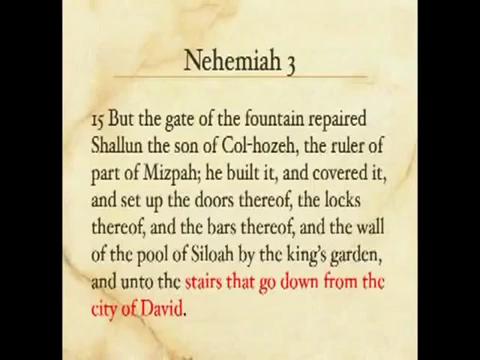 Nehemiah 3
15 But the gate of the fountain repaired
Shallun the son of Col-hozeh, the ruler of
part of Mizpah; he built it, and covered it,
and set up the doors thereof, the locks
thereof, and the bars thereof, and the wall
of the pool of Siloah by the king's garden,
and unto the stairs that go down from the
city of David.